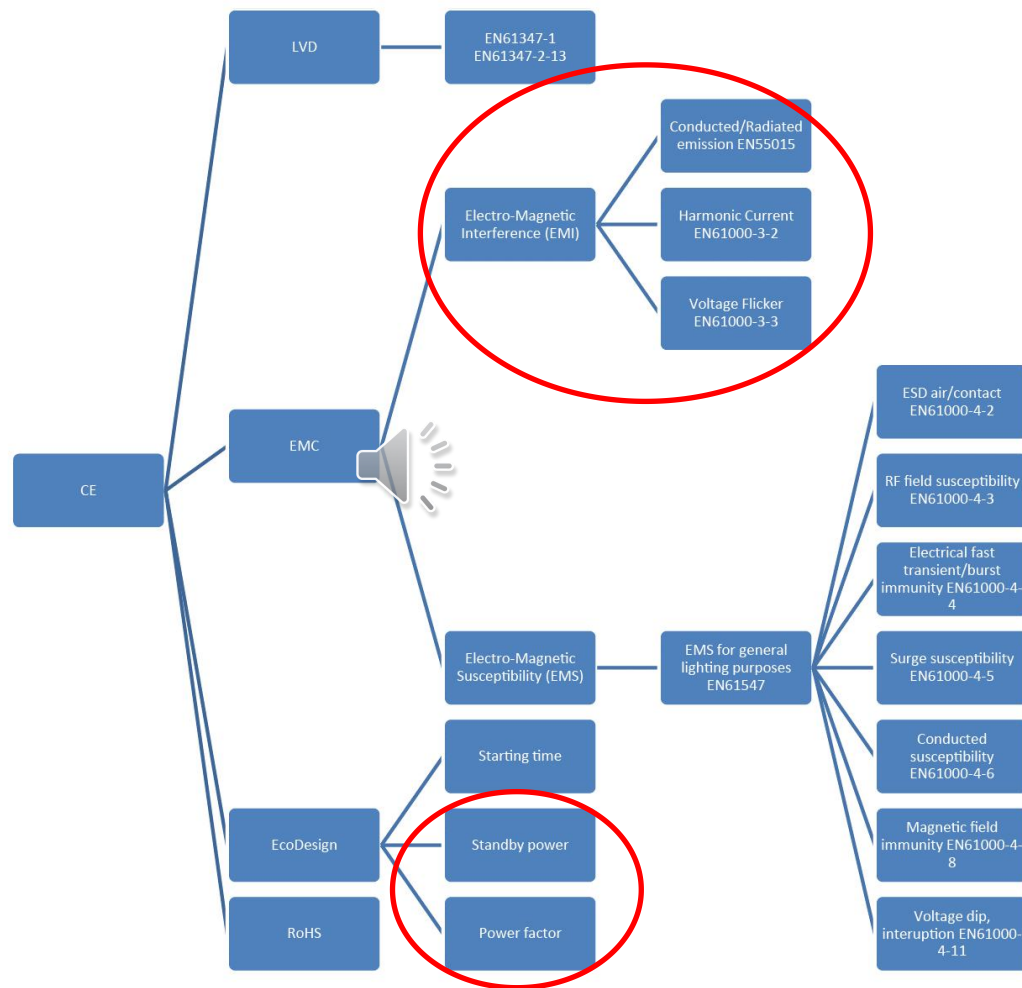 LVD
EN61347-1
EN61347-2-13
Conducted/Radiated
emission EN55015
Electro-Magnetic
Interference (EMI)
Harmonic Current
EN61000-3-2
Voltage Flicker
EN61000-3-3
ESD air/contact
EN61000-4-2
EMC
CE
RF field susceptibility
EN61000-4-3
Electrical fast
transient/burst
immunity EN61000-4-
4
Electro-Magnetic
Susceptibility (EMS)
EMS for general
lighting purposes
EN61547
Surge susceptibility
EN61000-4-5
Starting time
Conducted
susceptibility
EN61000-4-6
EcoDesign
Standby power
Magnetic field
immunity EN61000-4-
8
RoHS
Power factor
Voltage dip,
interuption EN61000-
4-11